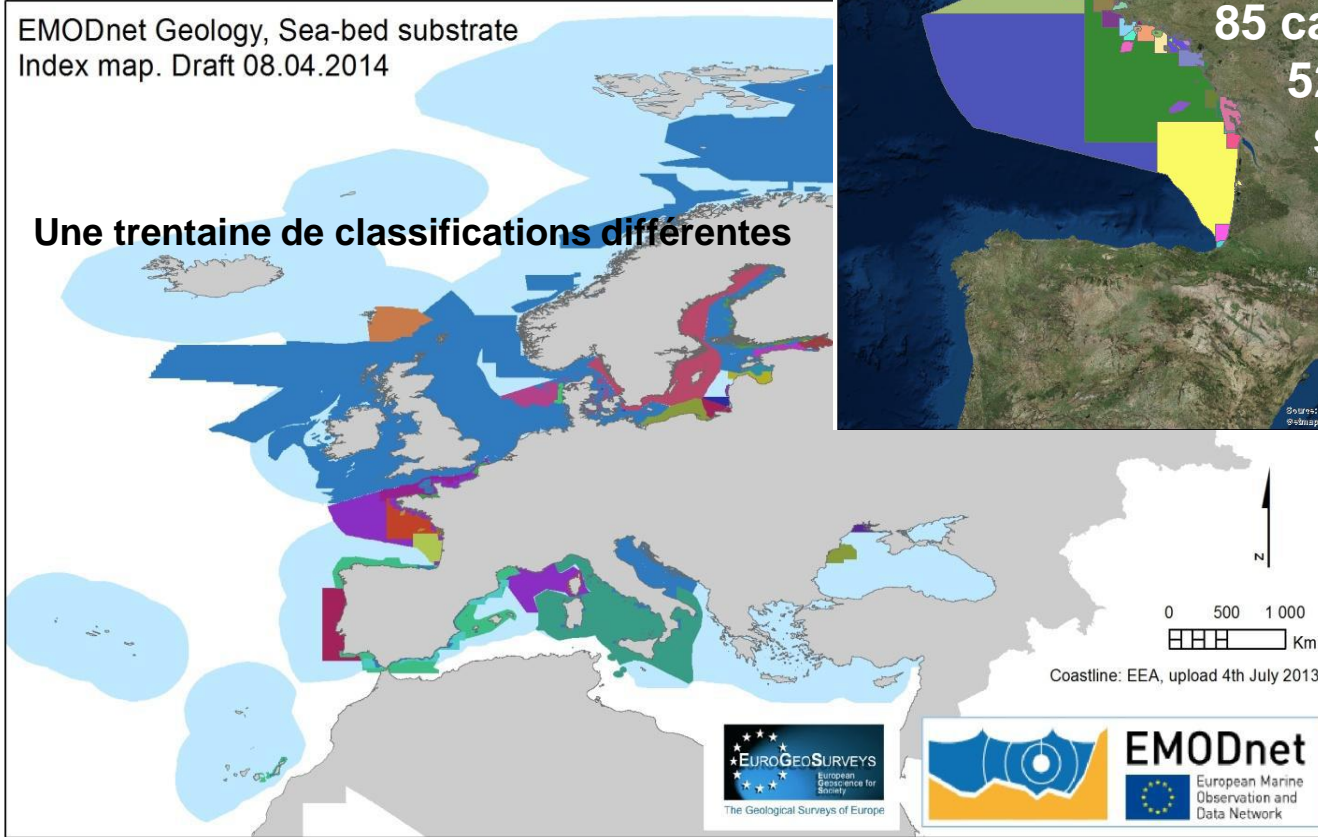 EMODnet Geology, Sea-bed substrate
Index map. Draft 08.04.2014
85 ca
52
s
Une trentaine de classifications différentes
Source:
N
0 500 1 000
Km
Coastline: EEA, upload 4th July 2013
EUROGEOSURVEYS
European
Geoscience for
Society
The Geological Surveys of Europe
EMODnet
European Marine
Observation and
Data Network